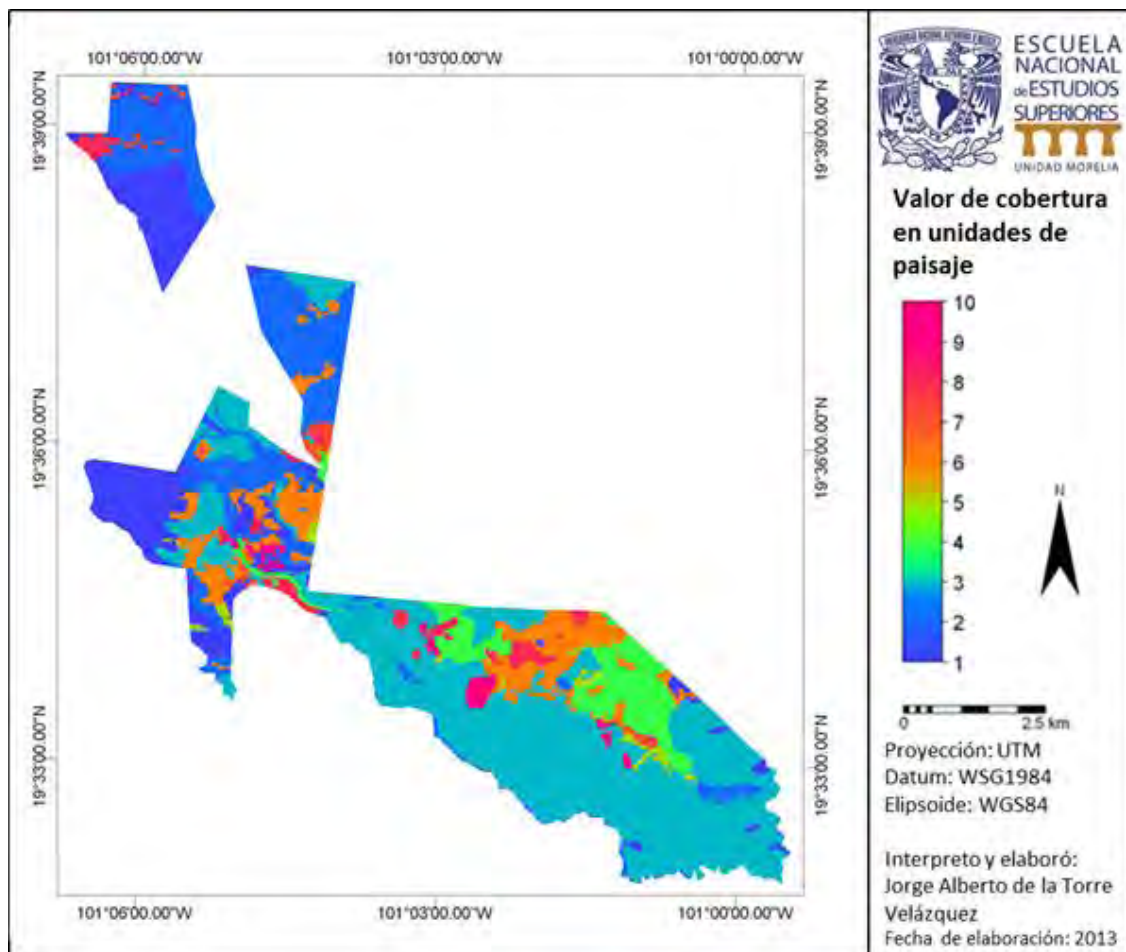 101°06'00.00"W
101°03'00.00"W
101°00'00.00"W
19°39'00.00"N
19°36'00.00"N
19°33'00.00"N
19°39'00.00"N
19°36'00.00"N
19°33'00.00"N
101°06'00.00"W
101°03'00.00"W
101°00'00.00"W
ESCUELA
NACIONAL
de ESTUDIOS
SUPERIORES
UNIDAD MORELIA
Valor de cobertura
en unidades de
paisaje
10
9
8
7
6
5
4
3
2
1
N
0 2.5 km
Proyección: UTM
Datum: WSG1984
Elipsoide: WGS84
Interpreto y elaboró:
Jorge Alberto de la Torre
Velázquez
Fecha de elaboración: 2013